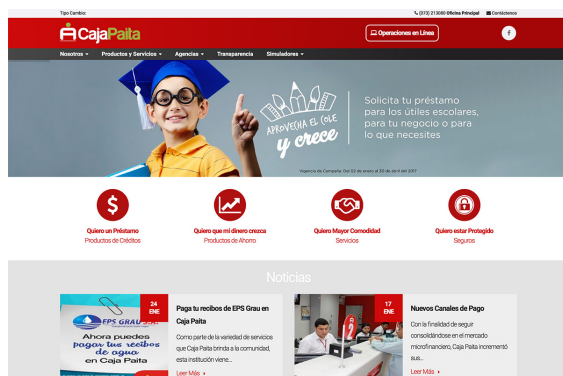 Tipo Cambio:
(073) 213080 Oficina Principal
Contáctenos
CajaPaita
Operaciones en Línea
Nosotros
Productos y Servicios
Agencias
Transparencia
Simuladores
APROVECHA EL COLE
y crece
Solicita tu préstamo
para los útiles escolares,
para tu negocio o para
lo que necesites
Vigencia de Campaña: Del 02 de enero al 30 de abril del 2017
Quiero un Préstamo
Productos de Créditos
Quiero que mi dinero crezca
Productos de Ahorro
Quiero Mayor Comodidad
Servicios
Quiero estar Protegido
Seguros
Noticias
24
ENE
EPS GRAU
Ahora puedes
pagar tus recibos
de agua
en Caja Paita
Paga tu recibos de EPS Grau en
Caja Paita
Como parte de la variedad de servicios
que Caja Paita brinda a la comunidad,
esta institución viene...
Leer Más
17
ENE
Nuevos Canales de Pago
Con la finalidad de seguir
consolidándose en el mercado
microfinanciero, Caja Paita incrementó
sus...
Leer Más